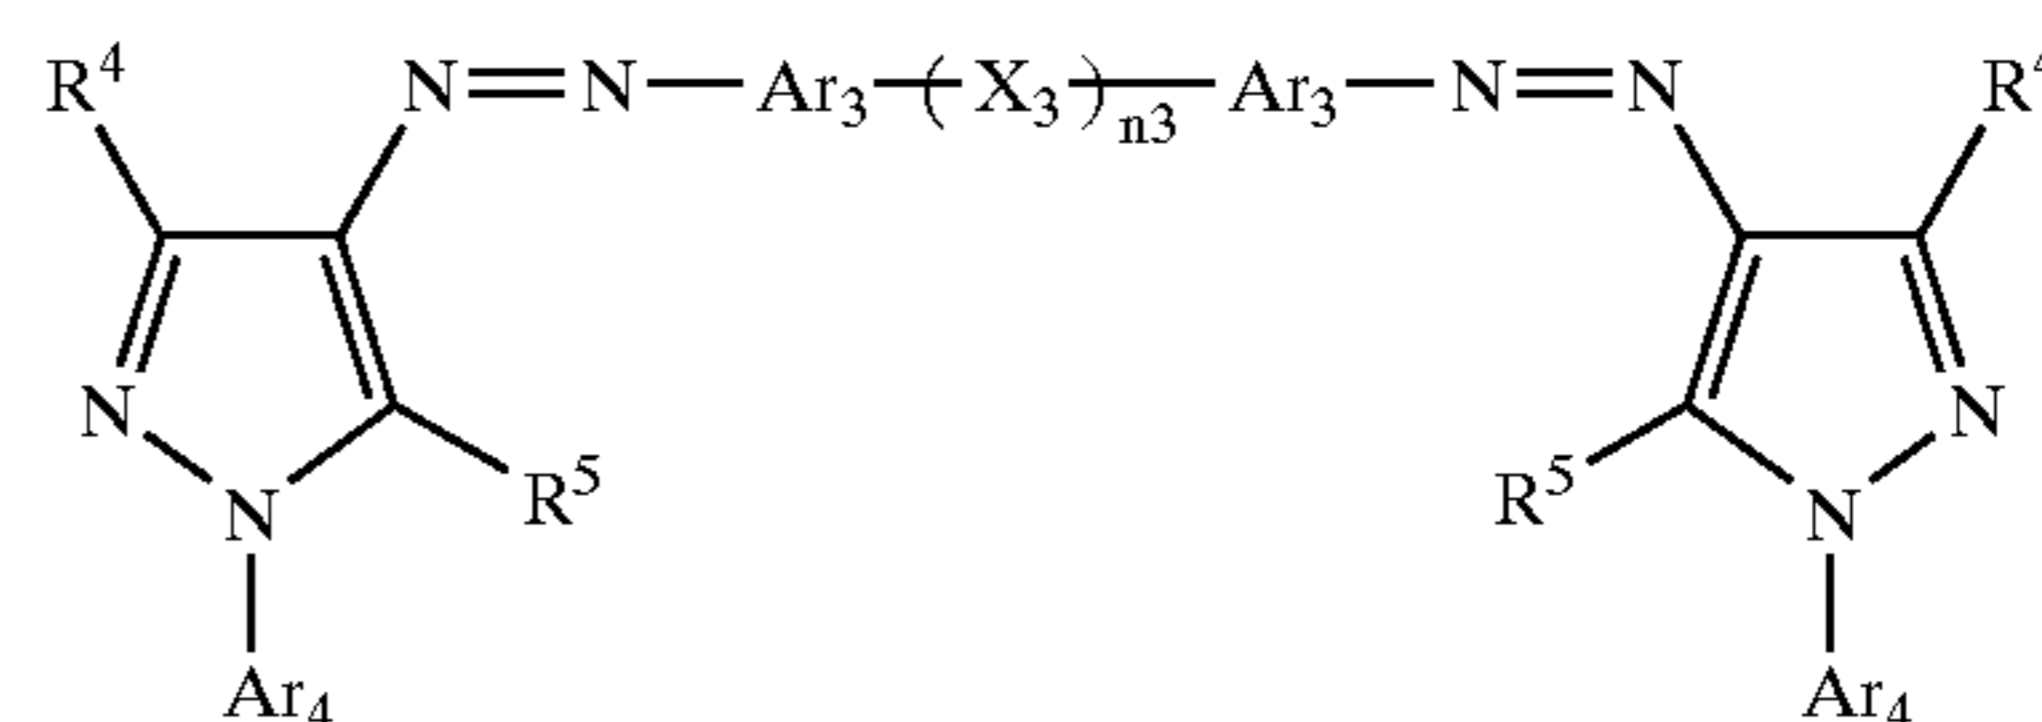 R⁴ N=N—Ar₃—(X₃)ₙ₃—Ar₃—N=N R⁴
N N
R⁵ R⁵
N N
Ar₄ Ar₄